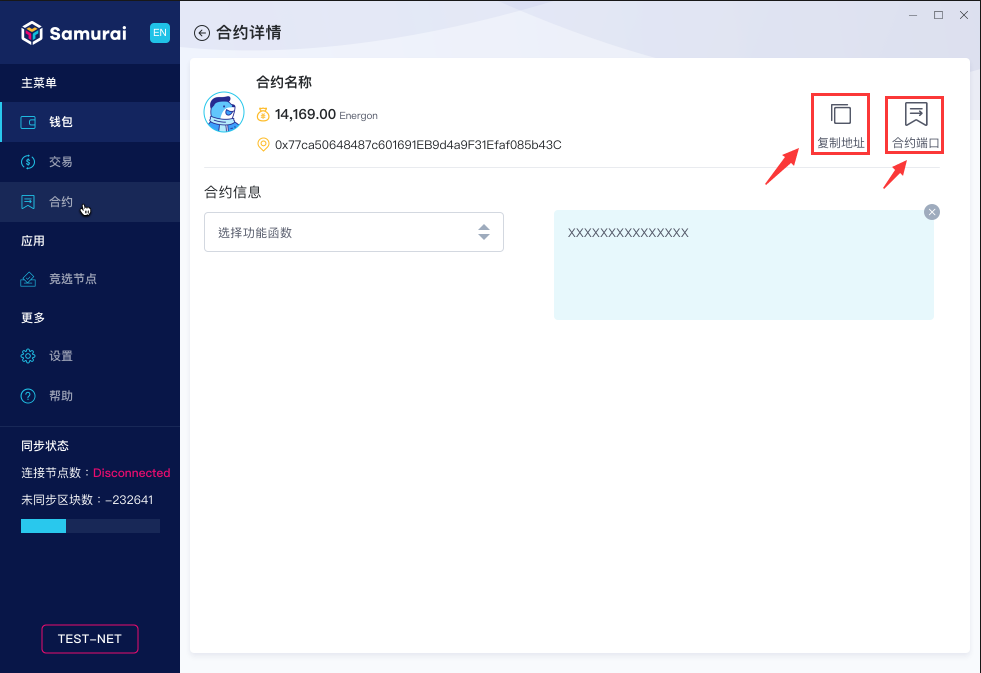 Samurai
EN
主菜单
钱包
交易
合约
应用
竞选节点
更多
设置
帮助
同步状态
连接节点数：Disconnected
未同步区块数：-232641
TEST-NET
合约详情
合约名称
14,169.00 Energon
0x77ca50648487c601691EB9d4a9F31Efaf085b43C
复制地址
合约端口
合约信息
选择功能函数
XXXXXXXXXXXXXXX